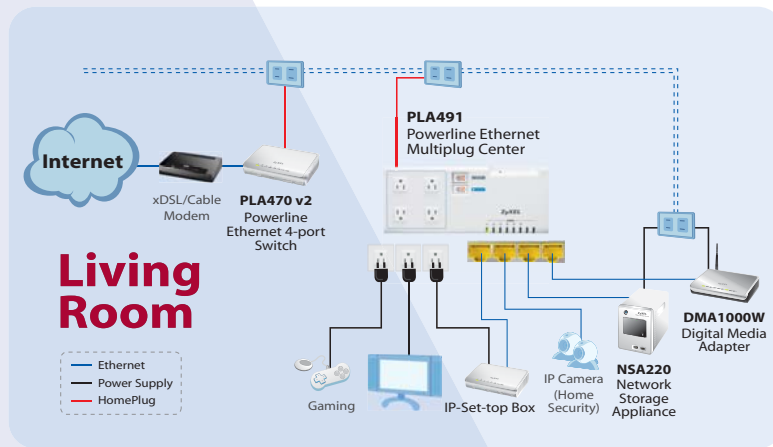 PLA491
Powerline Ethernet
Multiplug Center
Internet
xDSL/Cable
Modem
PLA470 v2
Powerline
Ethernet 4-port
Switch
ZyXEL
Living
Room
Ethernet
Power Supply
HomePlug
Gaming
IP-Set-top Box
IP Camera
(Home
Security)
NSA220
Network
Storage
Appliance
DMA1000W
Digital Media
Adapter